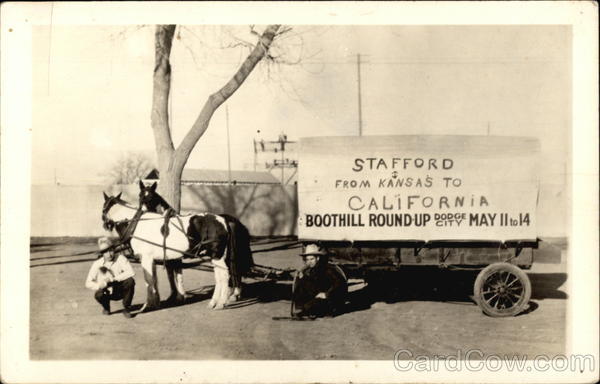 STAFFORD
FROM KANSAS TO
CALIFORNIA
BOOTHILL ROUND-UP DODGE CITY MAY 11 to 14
CardCow.com